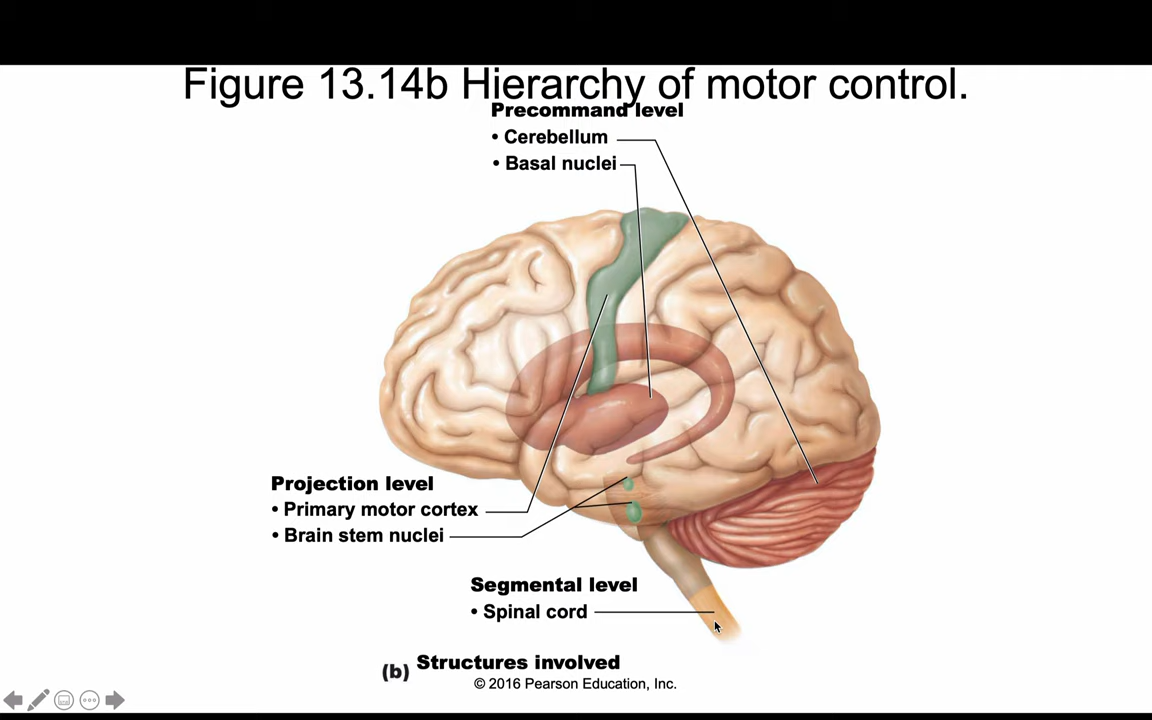 Figure 13.14b Hierarchy of motor control.
Precommand level
• Cerebellum
• Basal nuclei
Projection level
• Primary motor cortex
• Brain stem nuclei
Segmental level
• Spinal cord
(b) Structures involved
© 2016 Pearson Education, Inc.